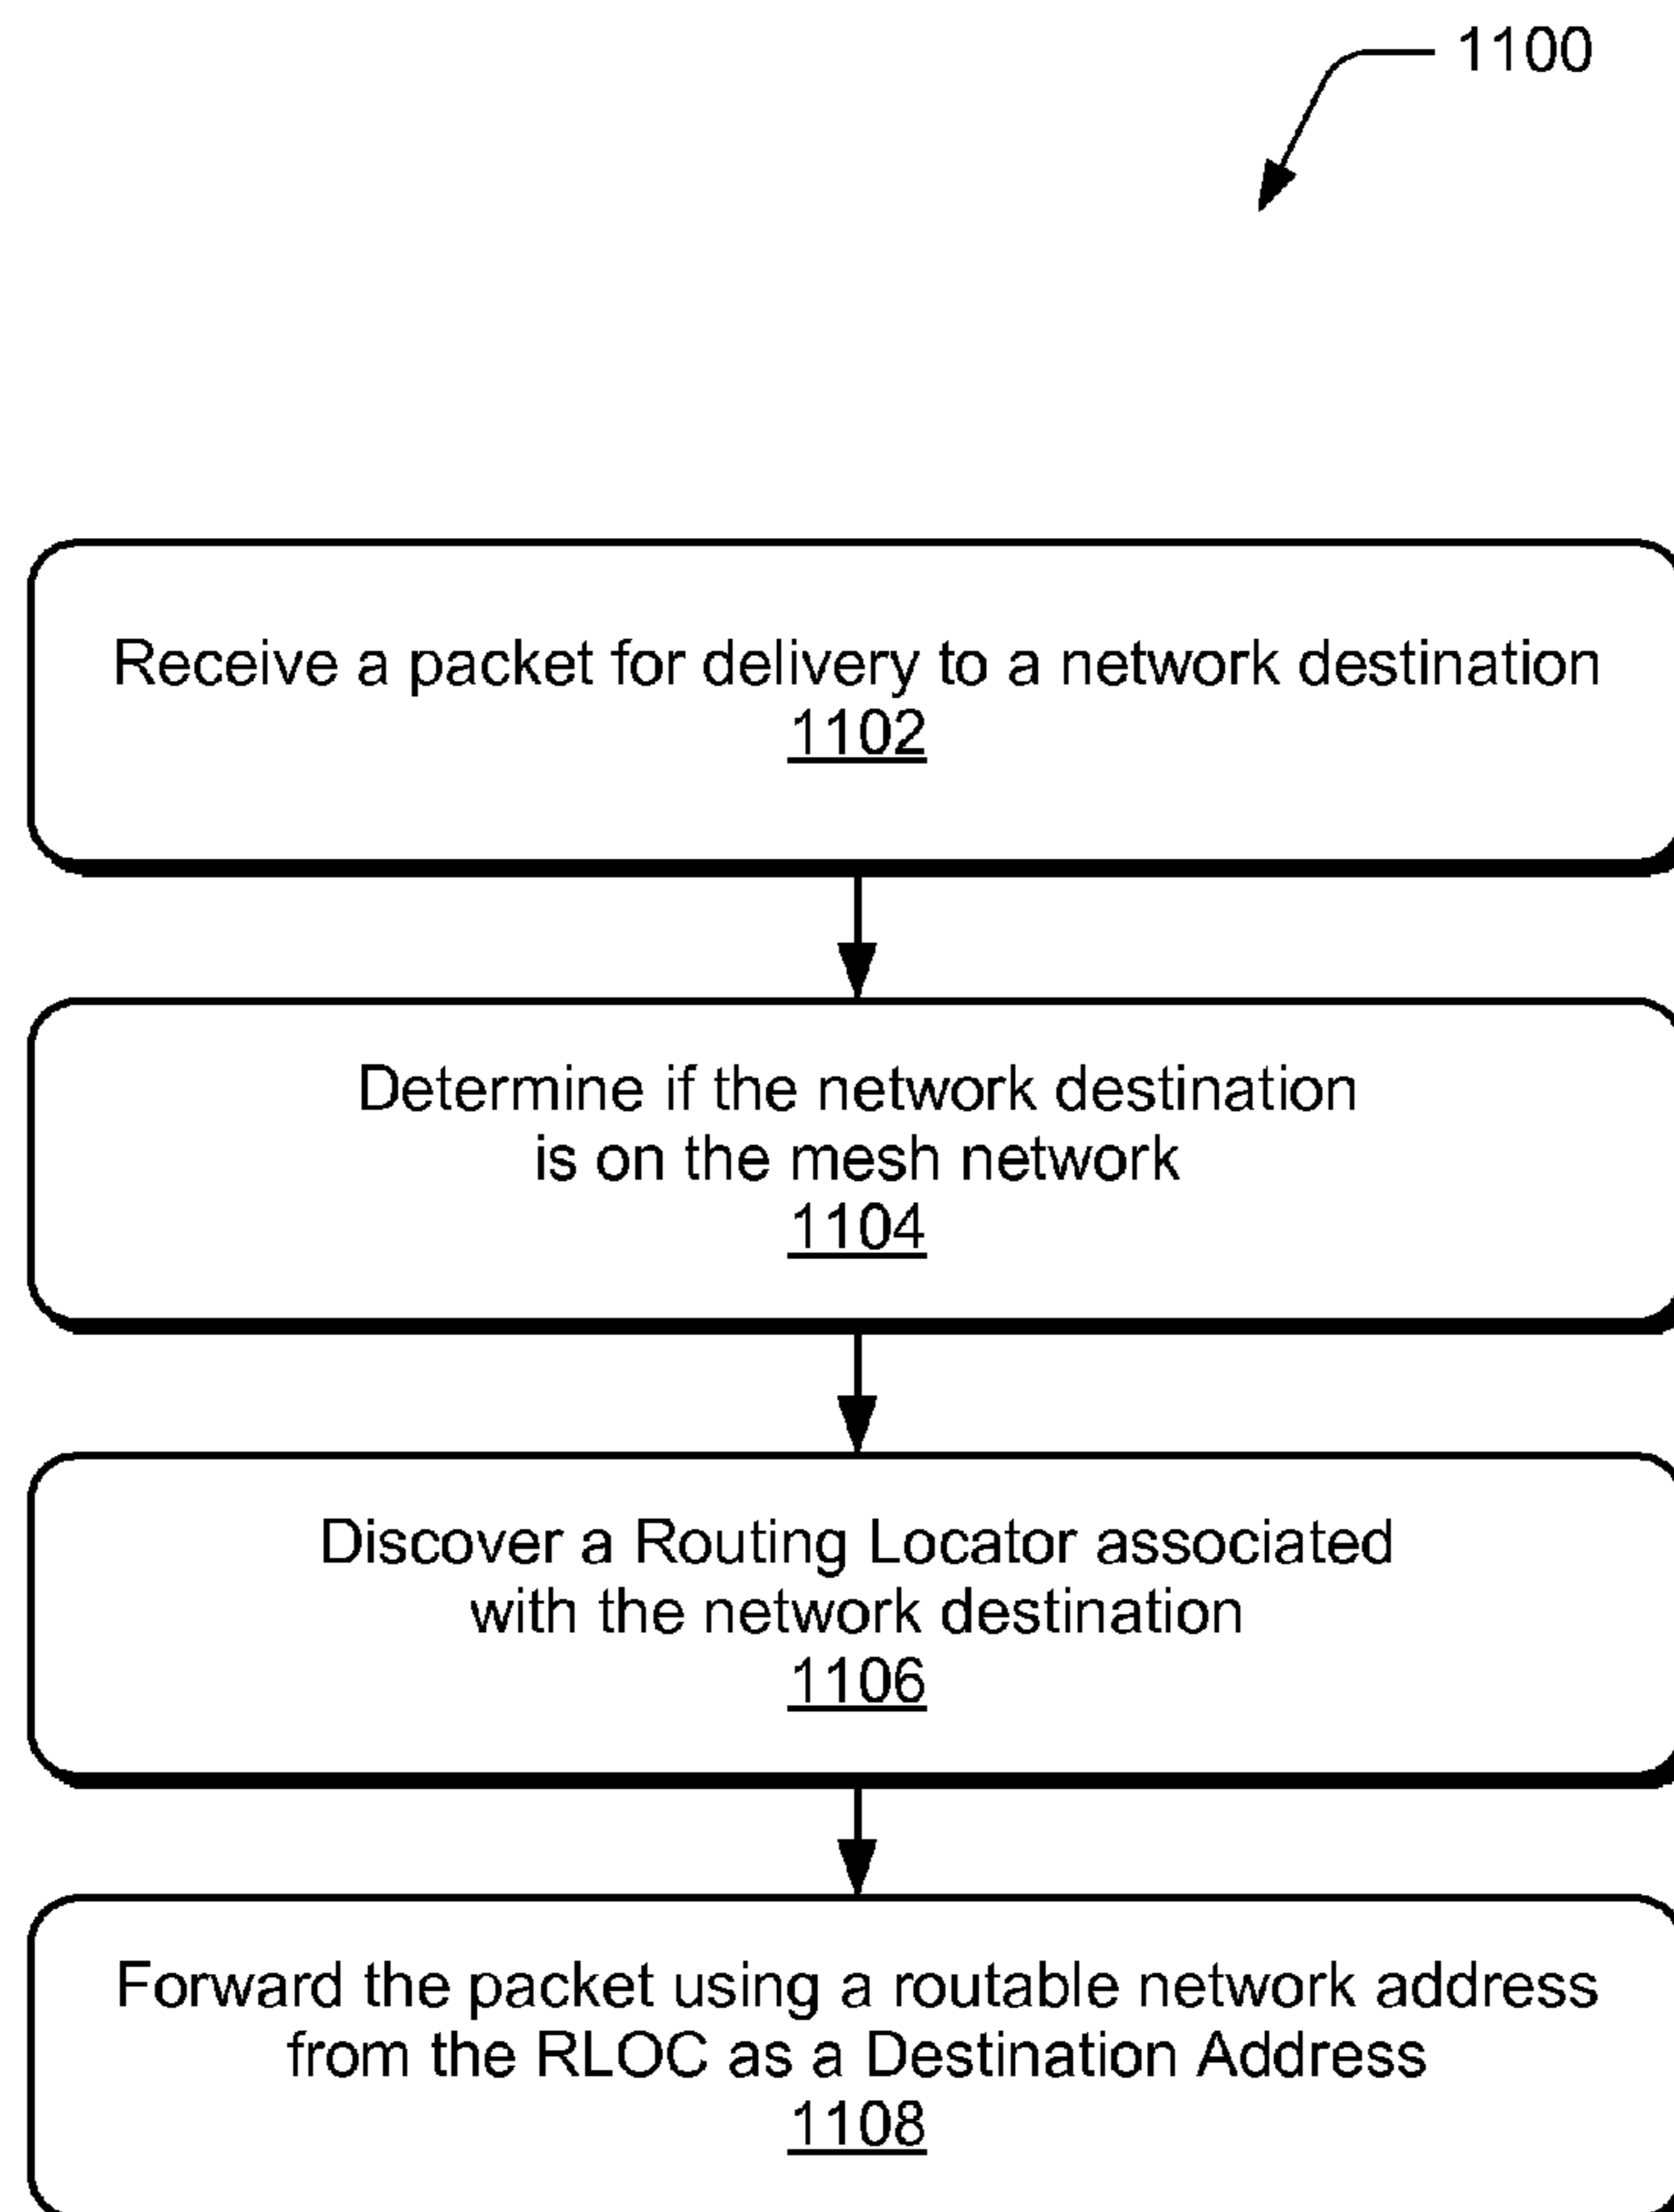 1100
Receive a packet for delivery to a network destination
1102
Determine if the network destination
is on the mesh network
1104
Discover a Routing Locator associated
with the network destination
1106
Forward the packet using a routable network address
from the RLOC as a Destination Address
1108